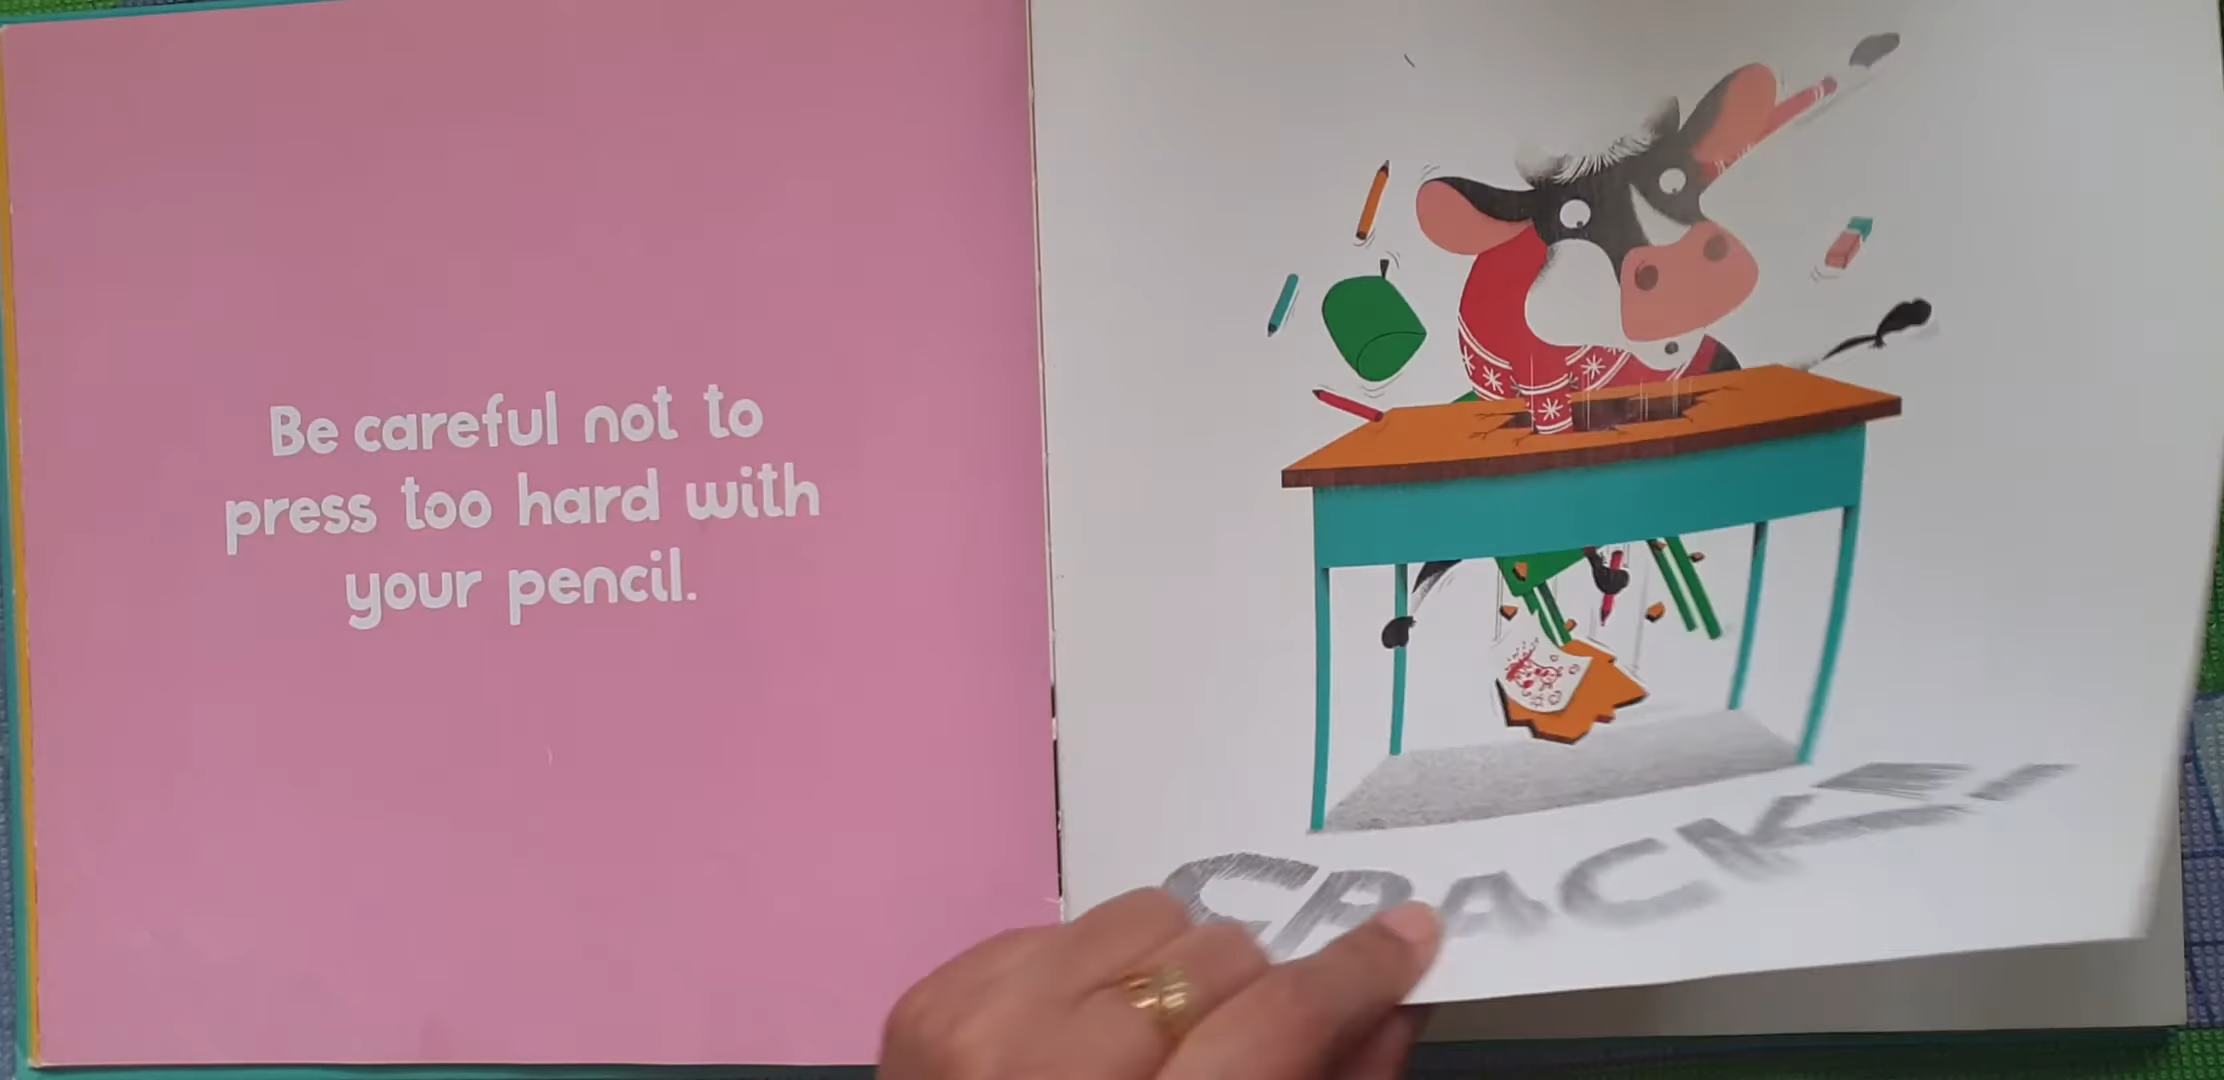 Be careful not to
press too hard with
your pencil.
CRACK!